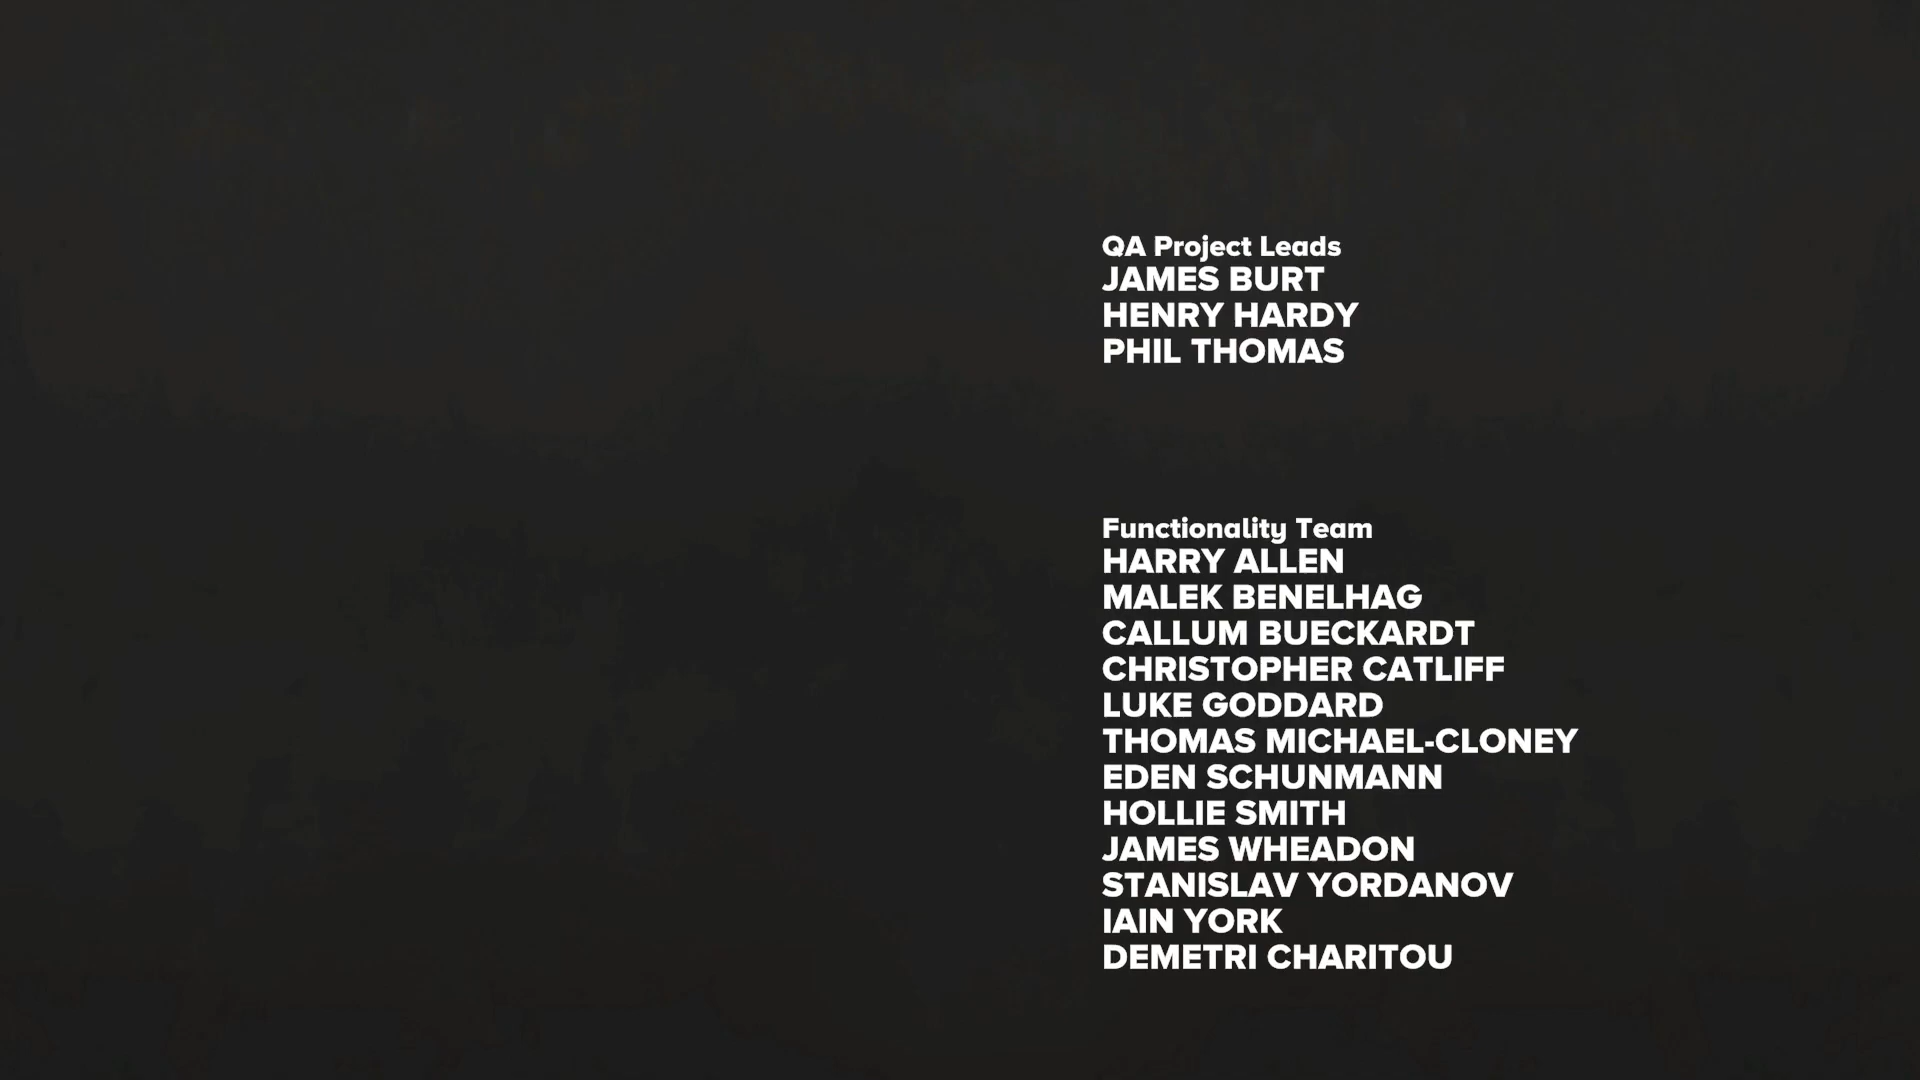 QA Project Leads
JAMES BURT
HENRY HARDY
PHIL THOMAS
Functionality Team
HARRY ALLEN
MALEK BENELHAG
CALLUM BUECKARDT
CHRISTOPHER CATLIFF
LUKE GODDARD
THOMAS MICHAEL-CLONEY
EDEN SCHUNMANN
HOLLIE SMITH
JAMES WHEADON
STANISLAV YORDANOV
IAIN YORK
DEMETRI CHARITOU